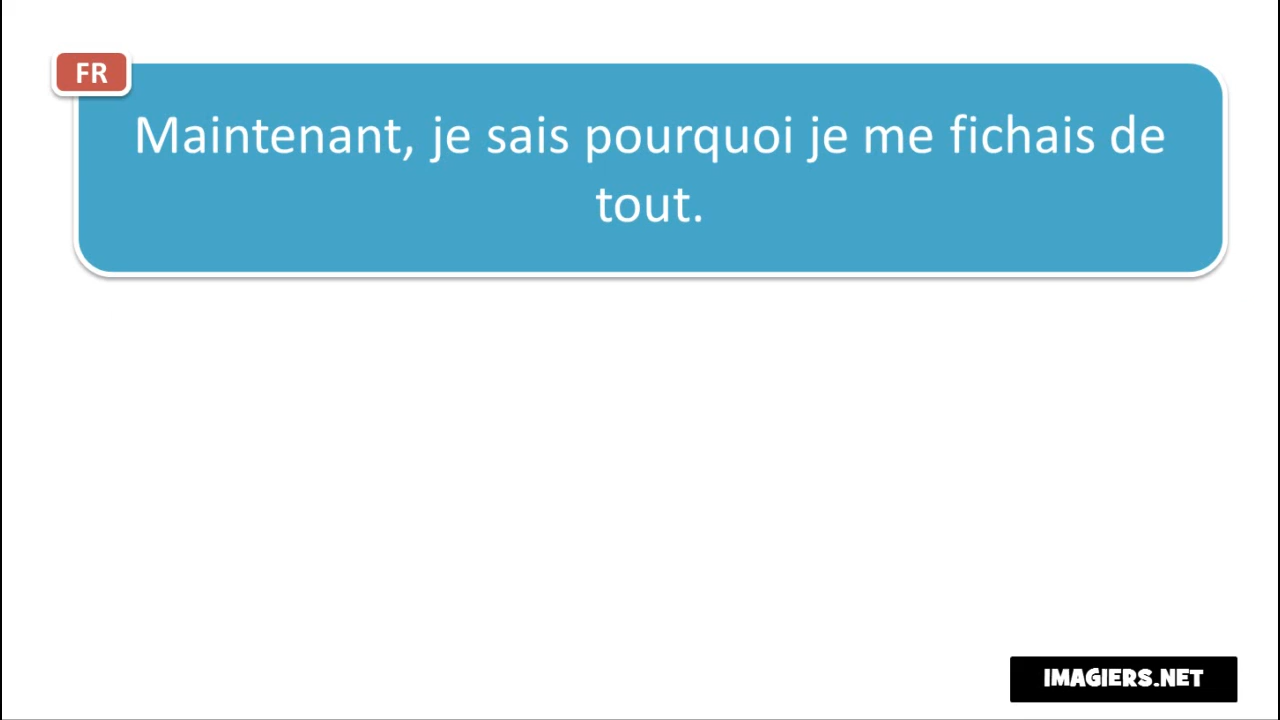 FR
Maintenant, je sais pourquoi je me fichais de
tout.
IMAGIERS.NET